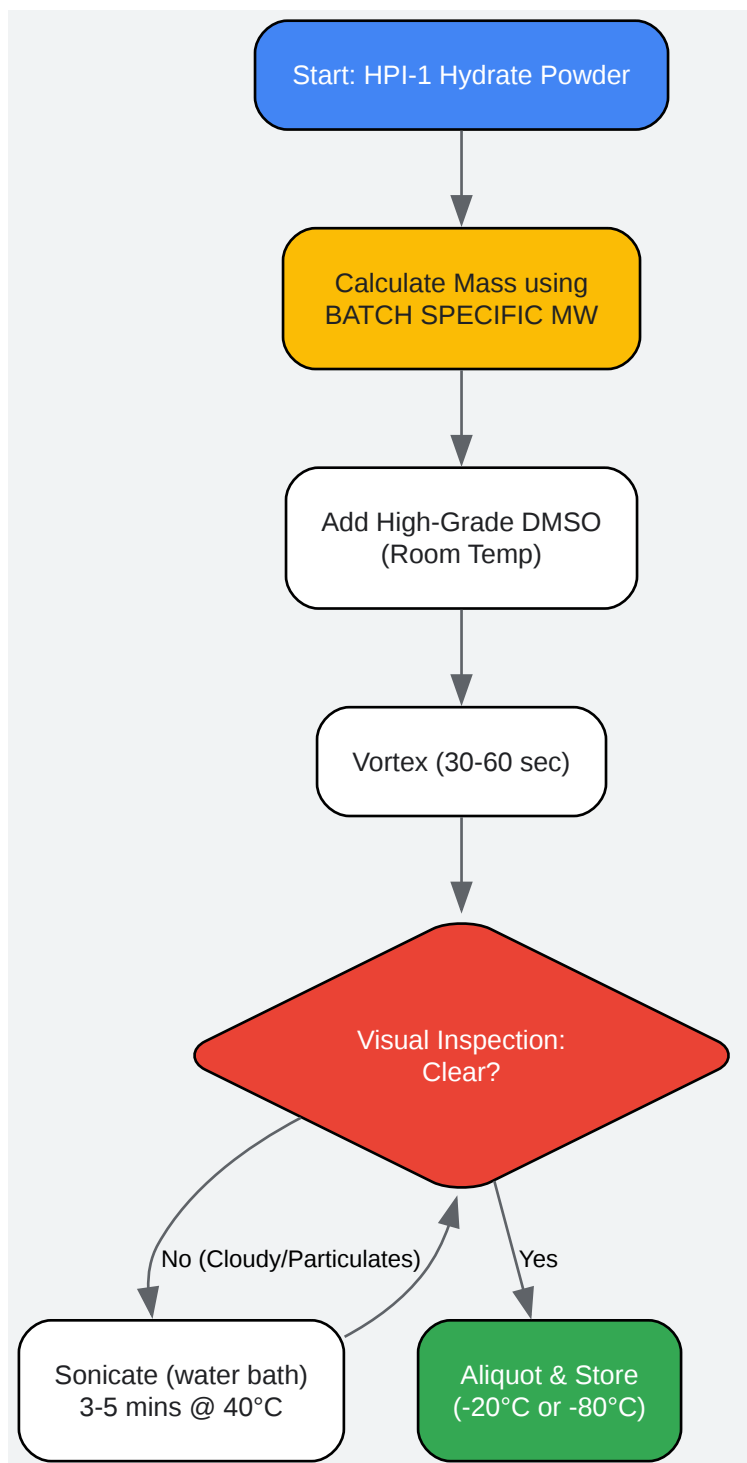 Start: HPI-1 Hydrate Powder
Calculate Mass using
BATCH SPECIFIC MW
Add High-Grade DMSO
(Room Temp)
Vortex (30-60 sec)
Visual Inspection:
Clear?
No (Cloudy/Particulates)
Yes
Sonicate (water bath)
3-5 mins @ 40°C
Aliquot & Store
(-20°C or -80°C)